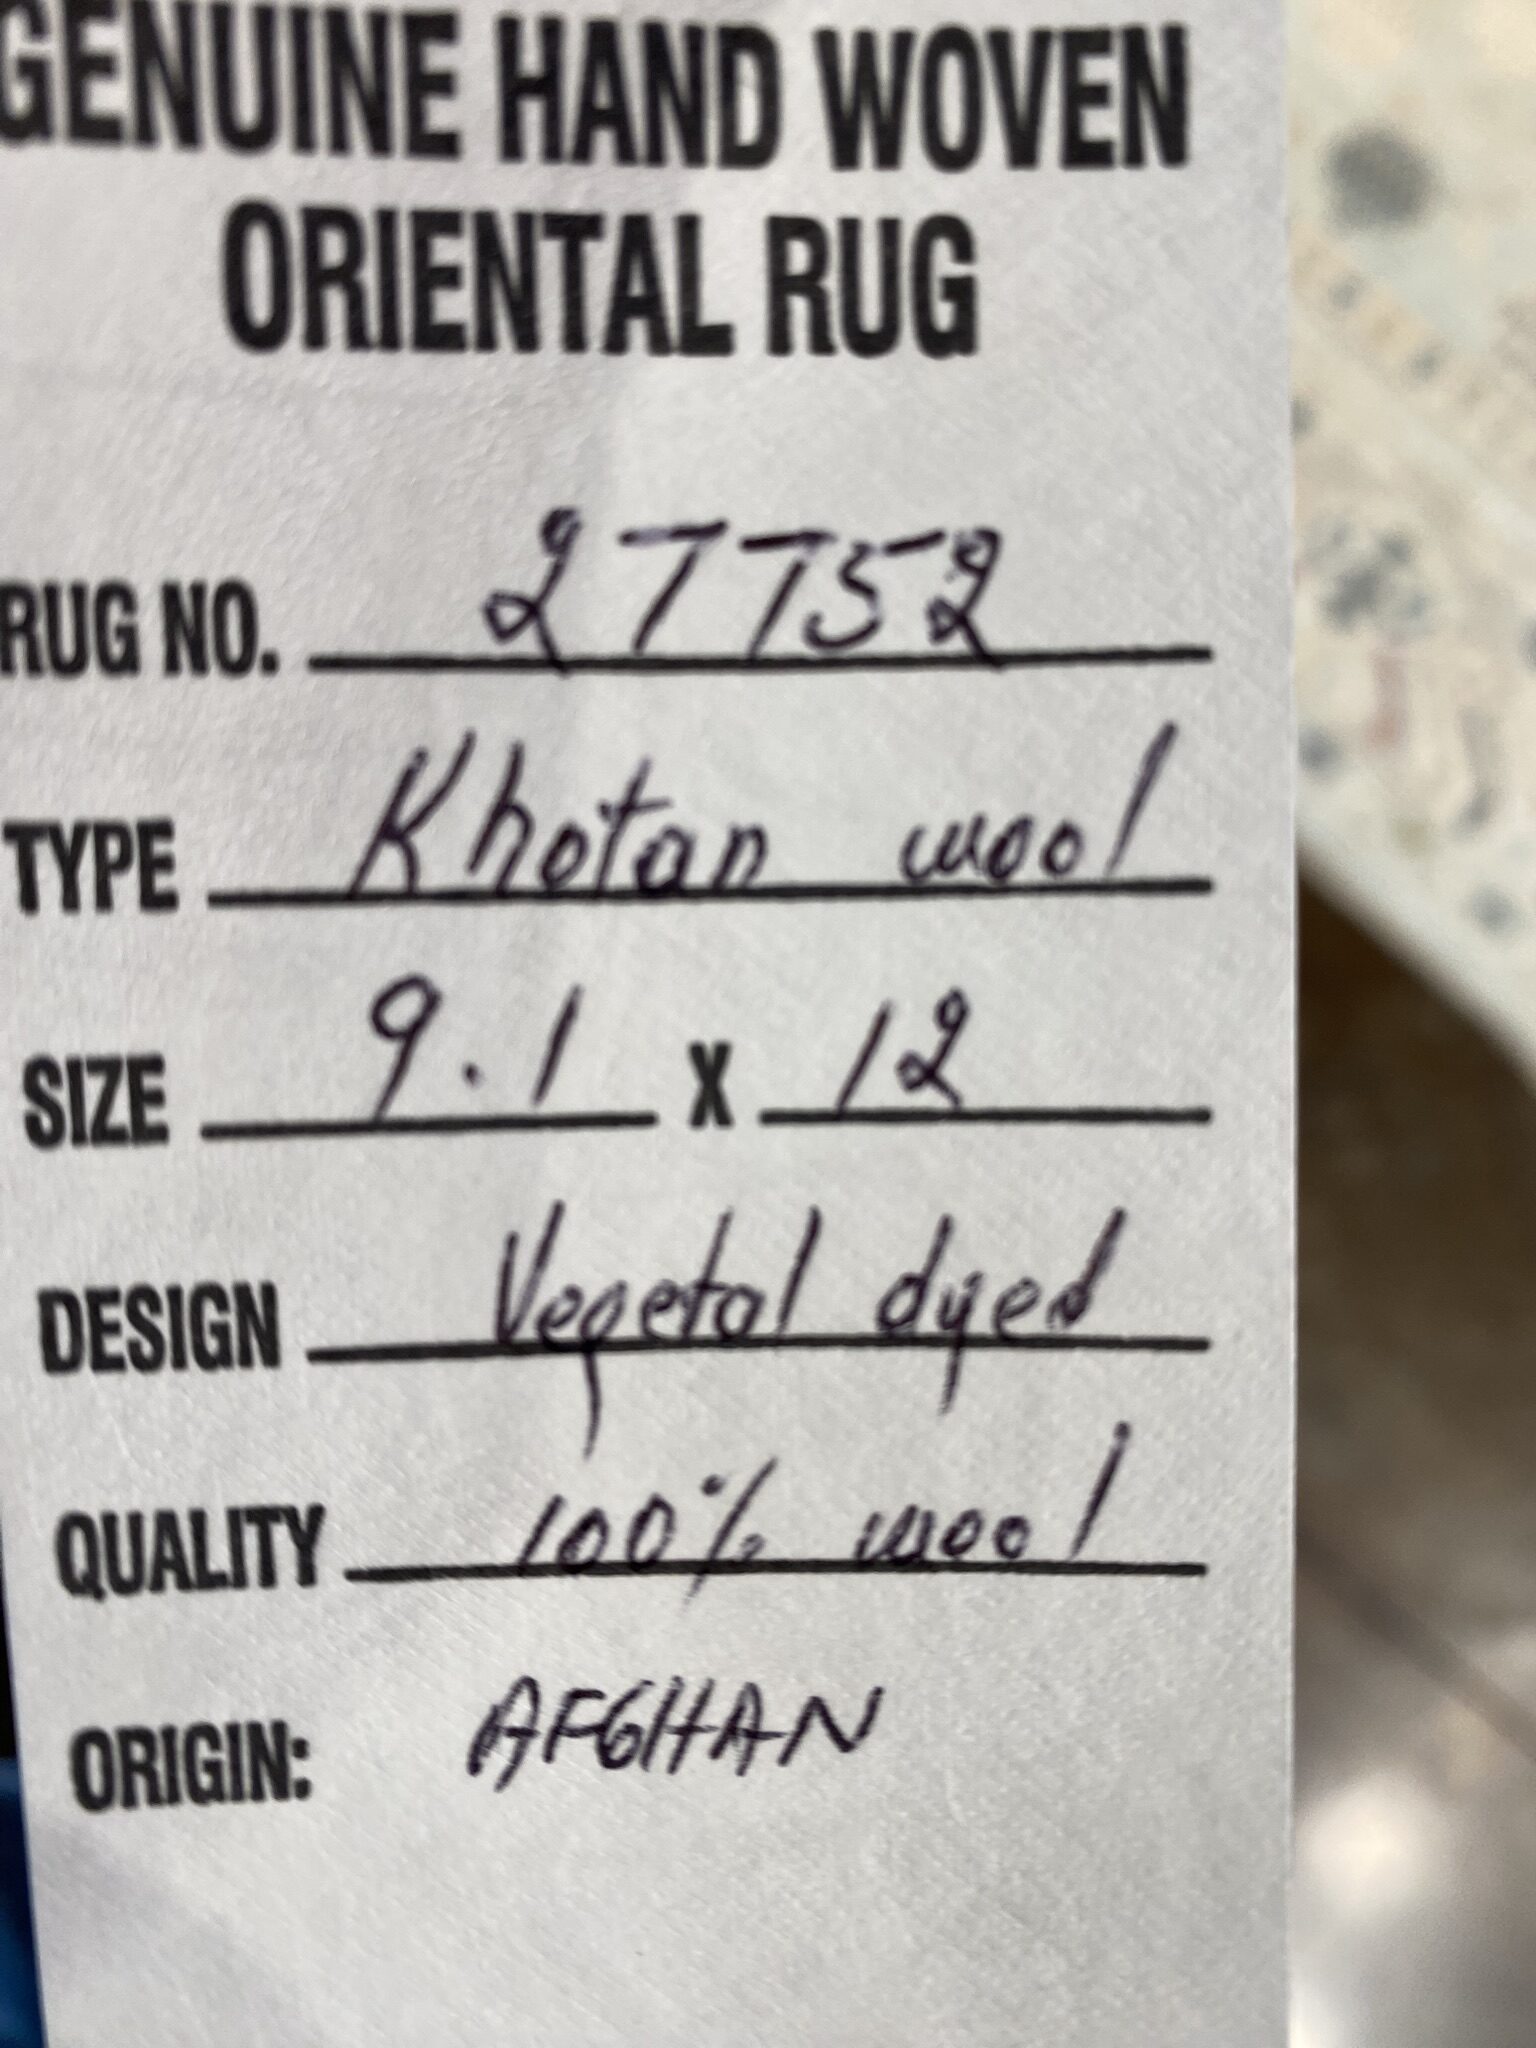 GENUINE HAND WOVEN
ORIENTAL RUG
RUG NO. 27752
TYPE Khotan wool
SIZE 9.1 X 12
DESIGN Vegetal dyed
QUALITY 100% wool
ORIGIN: AFGHAN